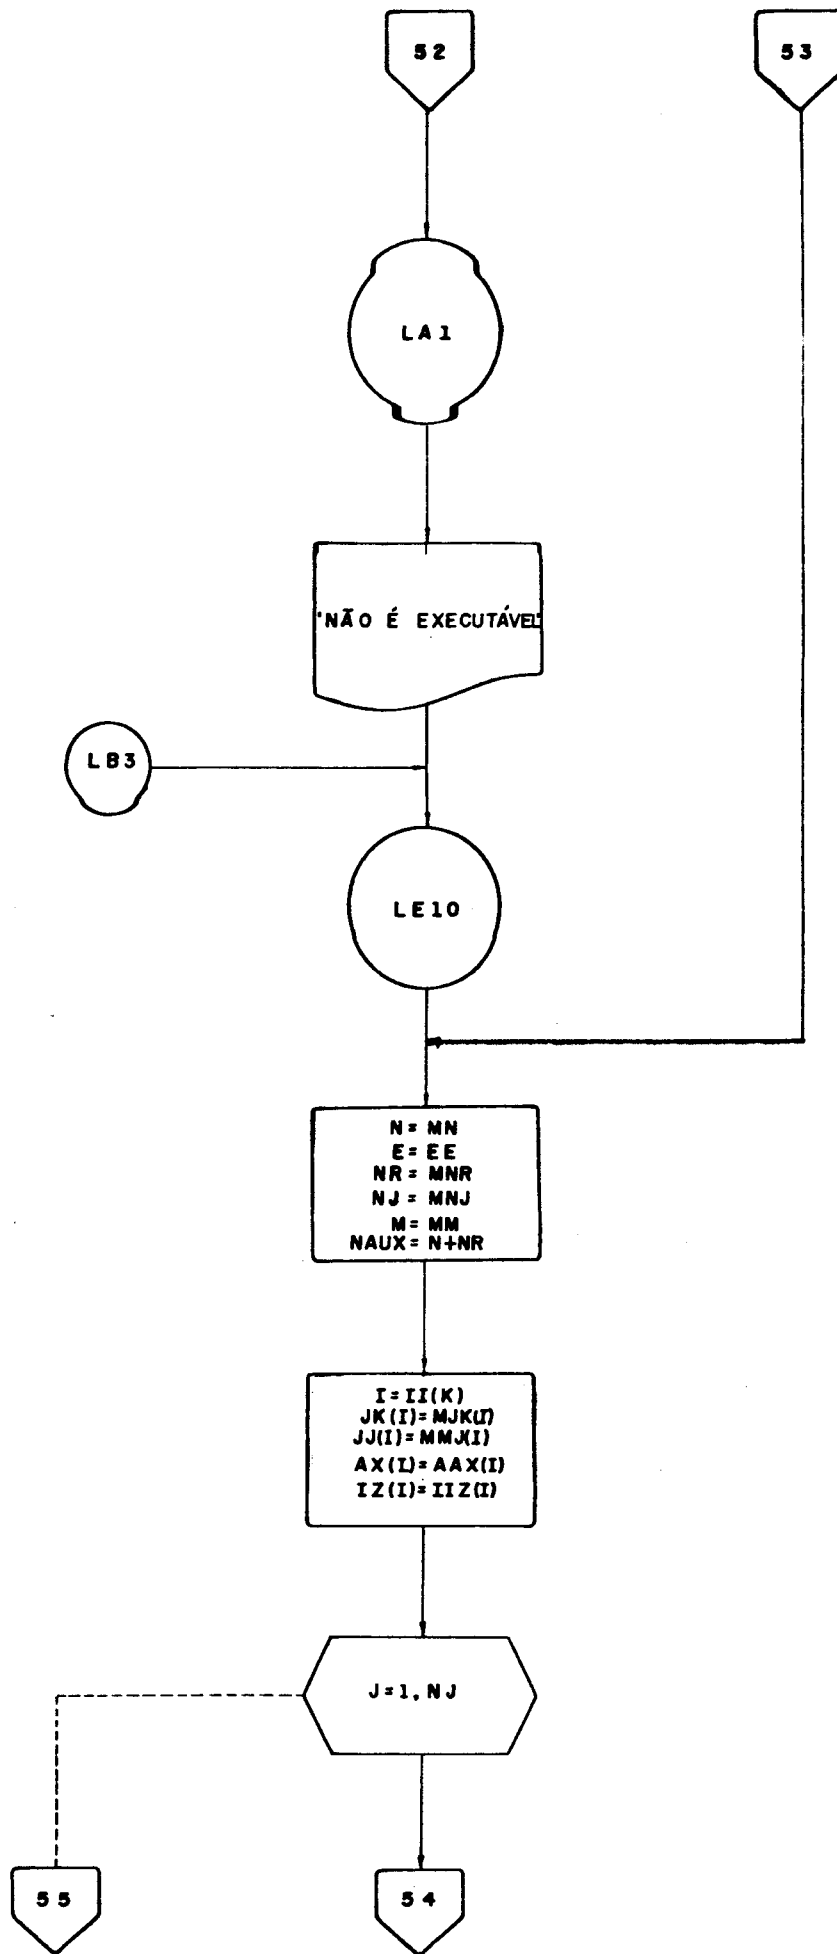 52
53
LA1
'NÃO É EXECUTÁVEL'
LB3
LE10
N = MN
E = EE
NR = MNR
NJ = MNJ
M = MM
NAUX = N+NR
I = II(K)
JK(I) = MJK(I)
JJ(I) = MMJ(I)
AX(I) = AAX(I)
IZ(I) = IIZ(I)
J = 1, NJ
55
54